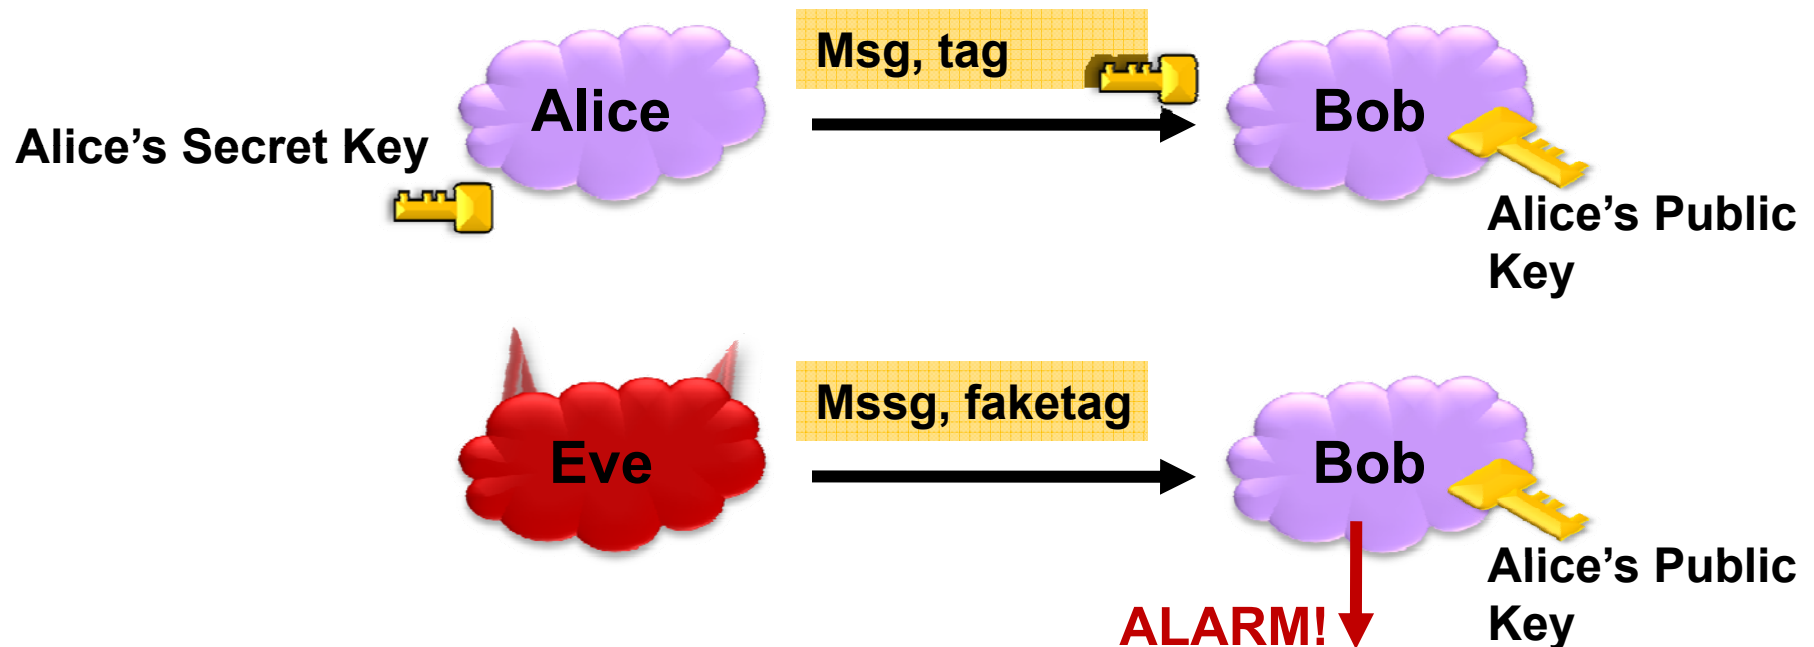 Msg, tag
Alice
Bob
Alice’s Secret Key
Alice’s Public
Key
Mssg, faketag
Eve
Bob
Alice’s Public
Key
ALARM!